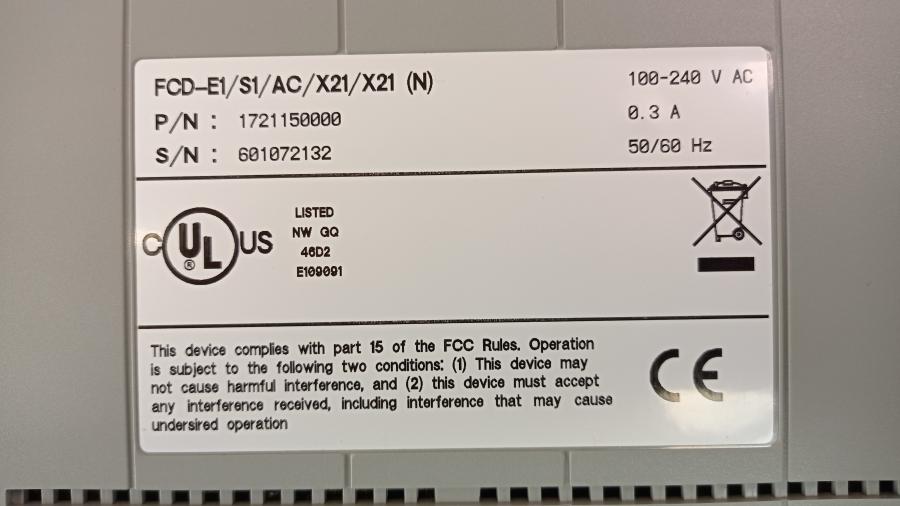 FCD-E1/S1/AC/X21/X21 (N)
P/N : 1721150000
S/N : 601072132
100-240 V AC
0.3 A
50/60 Hz
C UL® US
LISTED
NW GQ
46D2
E109091
This device complies with part 15 of the FCC Rules. Operation
is subject to the following two conditions: (1) This device may
not cause harmful interference, and (2) this device must accept
any interference received, including interference that may cause
undersired operation
CE